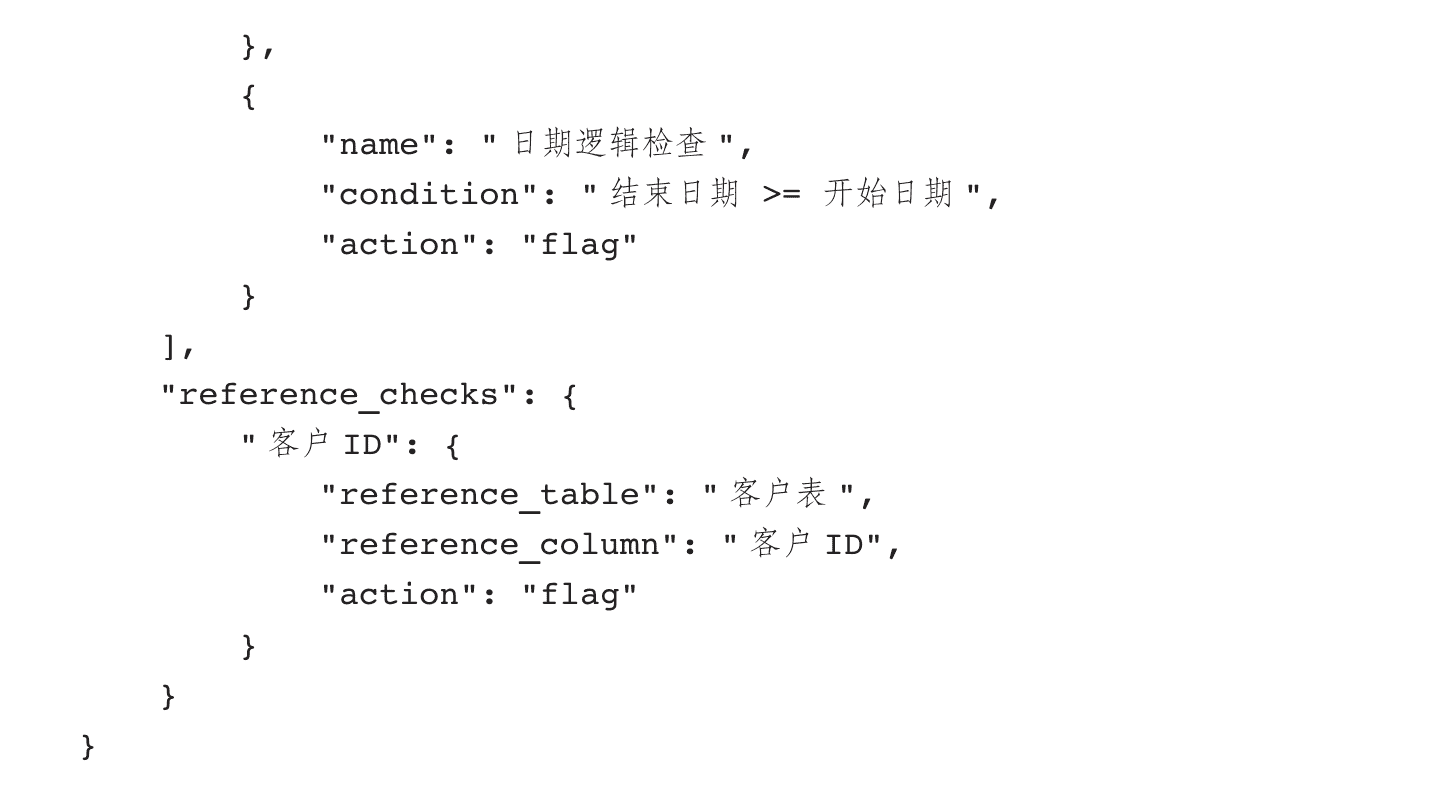 },
        {
            "name": "日期逻辑检查",
            "condition": "结束日期 >= 开始日期",
            "action": "flag"
        }
    ],
    "reference_checks": {
        "客户ID": {
            "reference_table": "客户表",
            "reference_column": "客户ID",
            "action": "flag"
        }
    }
}